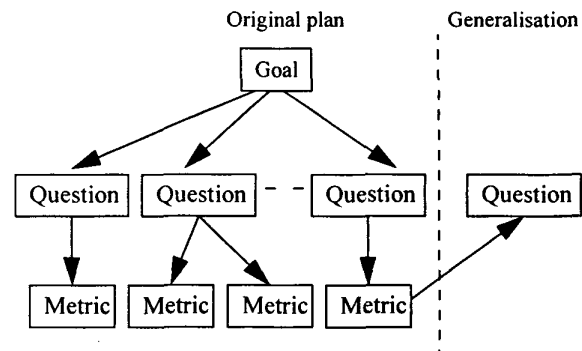 Original plan Generalisation
Goal
Question Question Question Question
Metric Metric Metric Metric